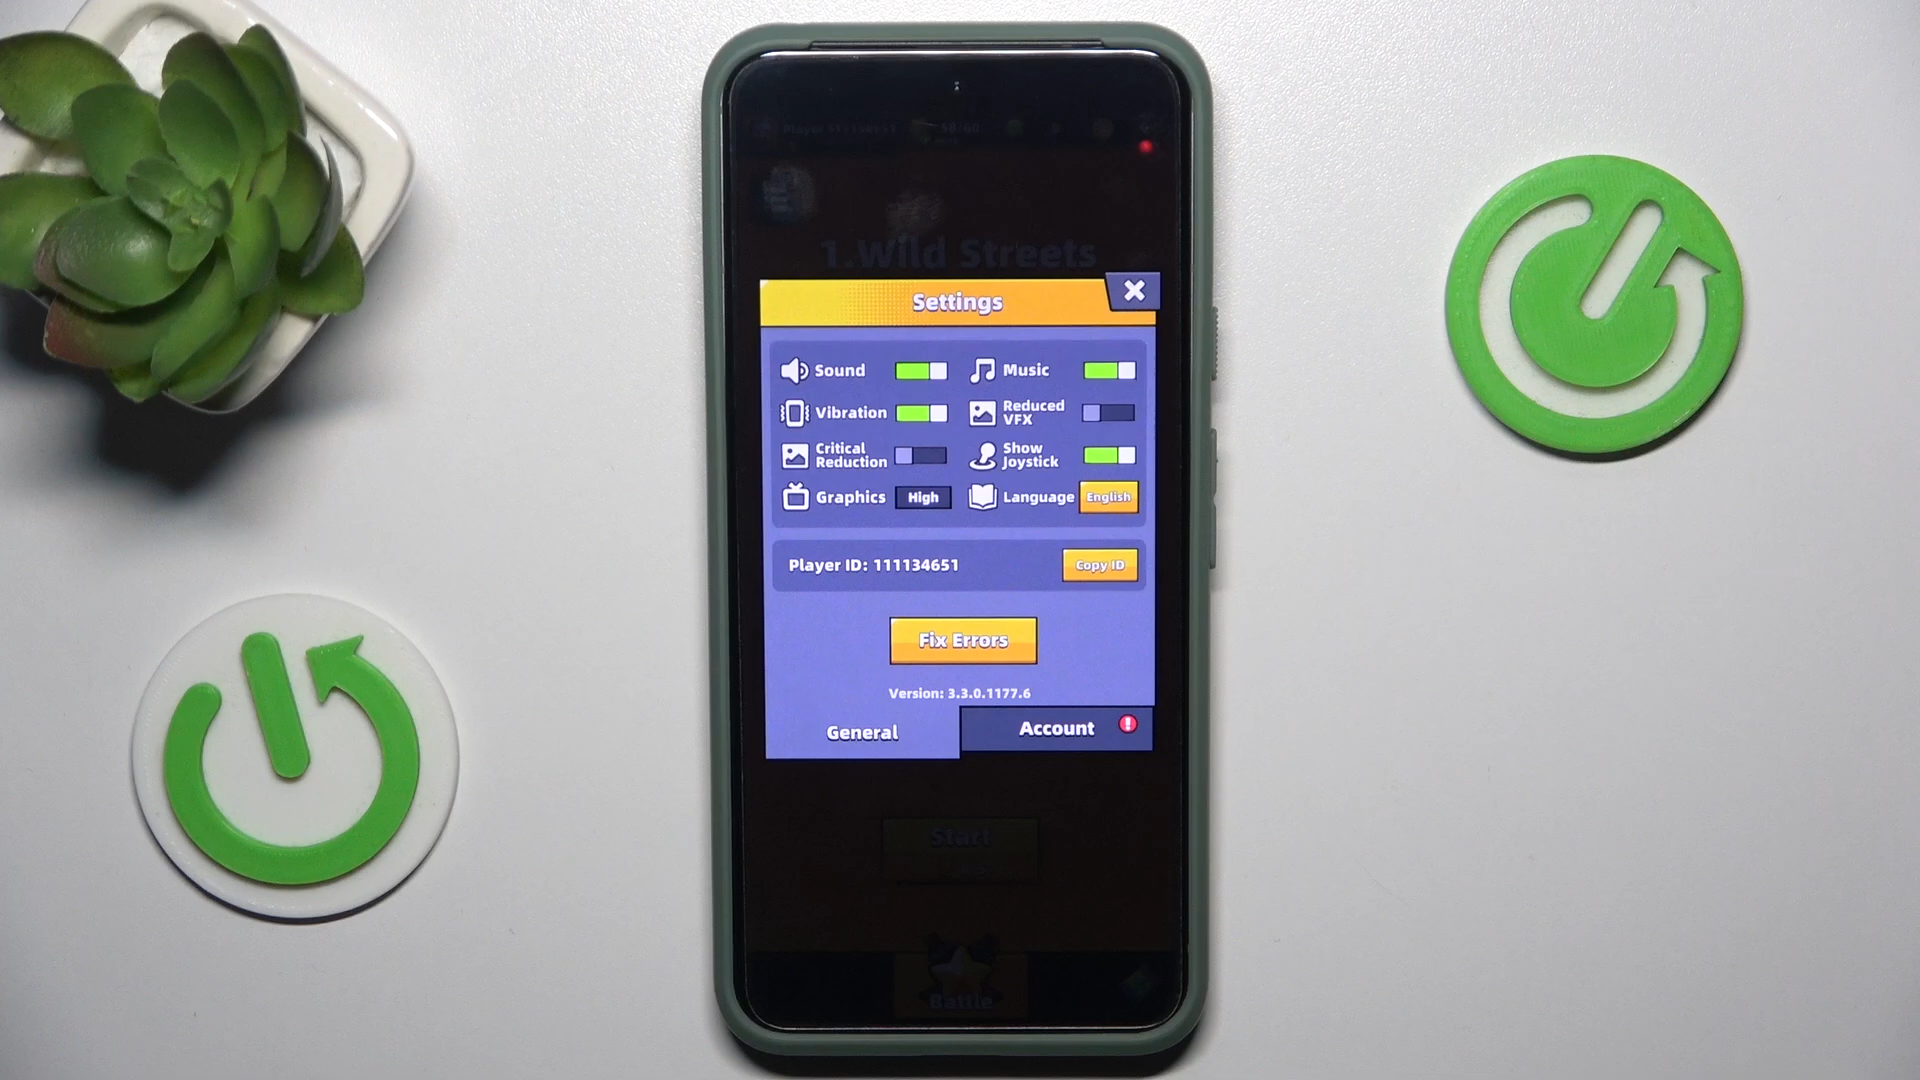 1.Wild Streets
Settings
Sound
Music
Vibration
Reduced
VFX
Critical
Reduction
Show
Joystick
Graphics
High
Language
English
Player ID: 111134651
Copy ID
Fix Errors
Version: 3.3.0.1177.6
General
Account
Start
Battle